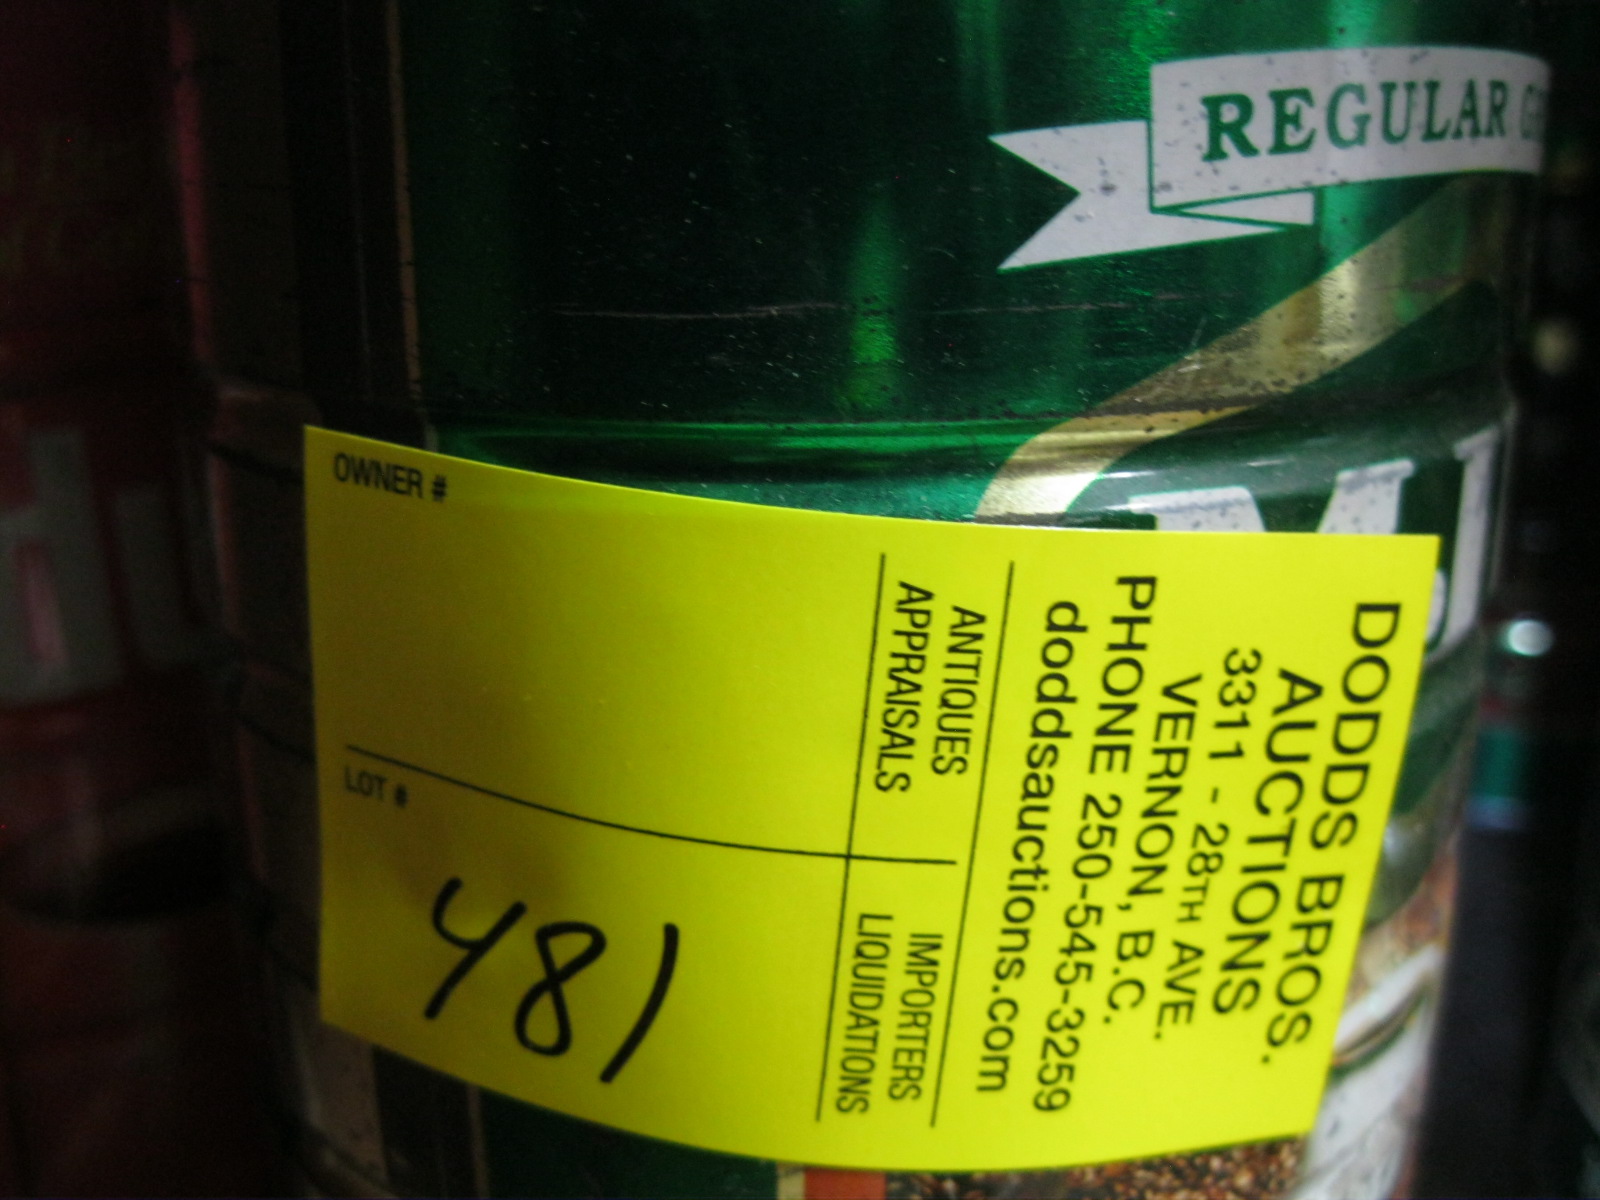 REGULAR
OWNER #
LOT #
481
DODDS BROS.
AUCTIONS
3311 - 28TH AVE.
VERNON, B.C.
PHONE 250-545-3259
doddsauctions.com
ANTIQUES
APPRAISALS
IMPORTERS
LIQUIDATIONS